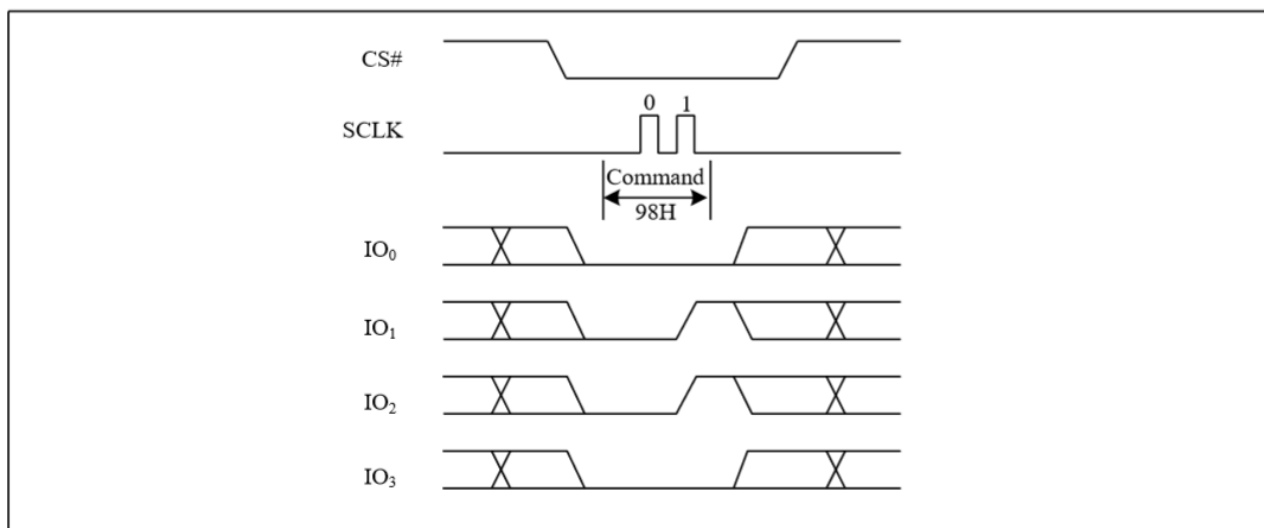 CS#
0 1
SCLK
Command
98H
IO₀
IO₁
IO₂
IO₃